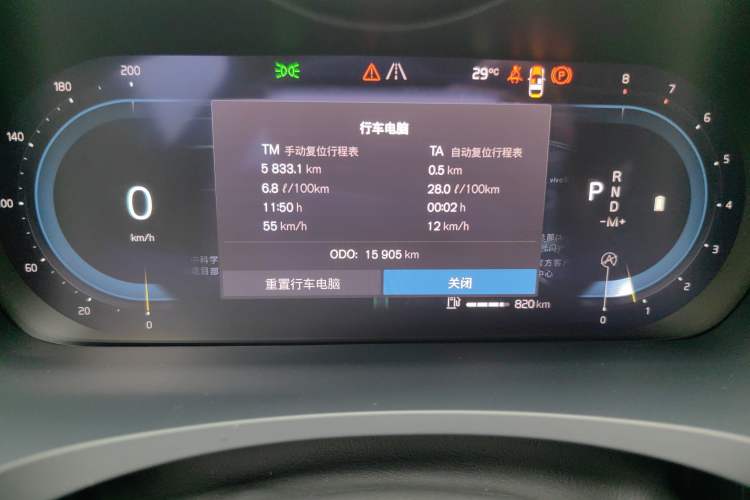 200
29°C
180
8
7
行车电脑
6
140
TM 手动复位行程表
TA 自动复位行程表
5 833.1 km
0.5 km
5
6.8 ℓ/100km
28.0 ℓ/100km
R
N
D
-M+
P
0
11:50 h
00:02 h
4
55 km/h
12 km/h
km/h
ODO: 15 905 km
3
60
重置行车电脑
关闭
2
820 km
1
20
0
0